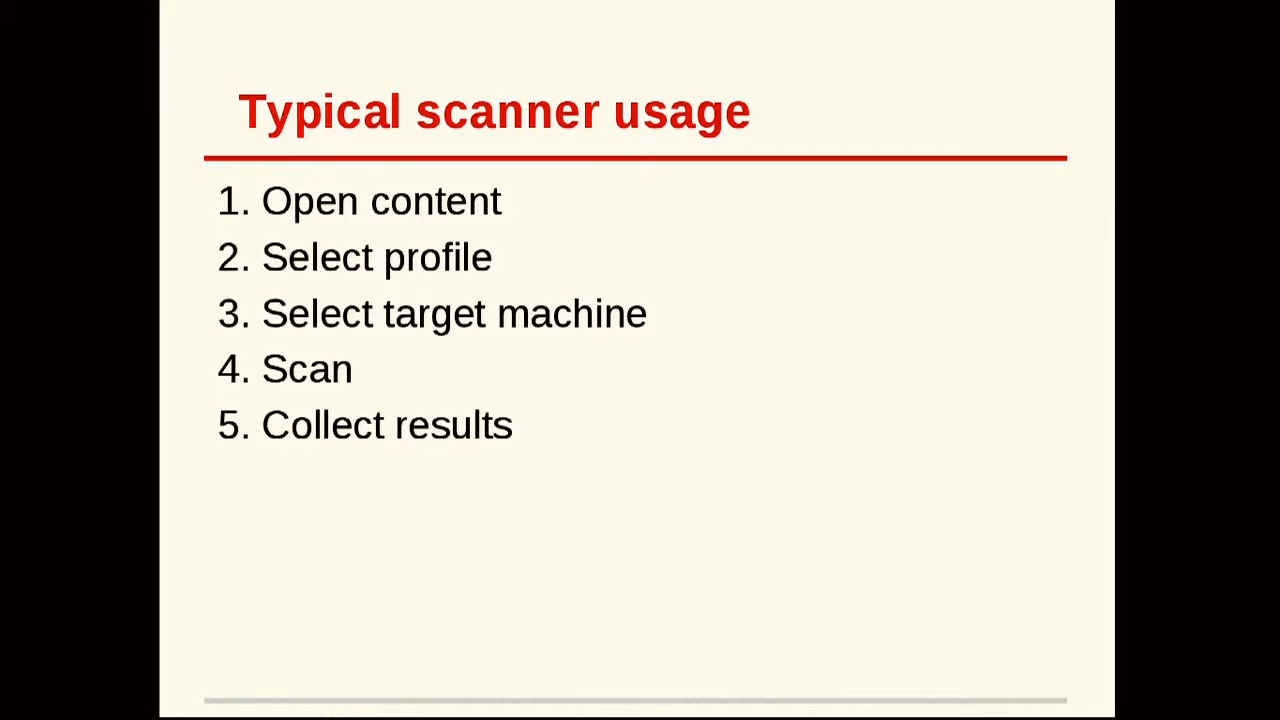 Typical scanner usage
1. Open content
2. Select profile
3. Select target machine
4. Scan
5. Collect results